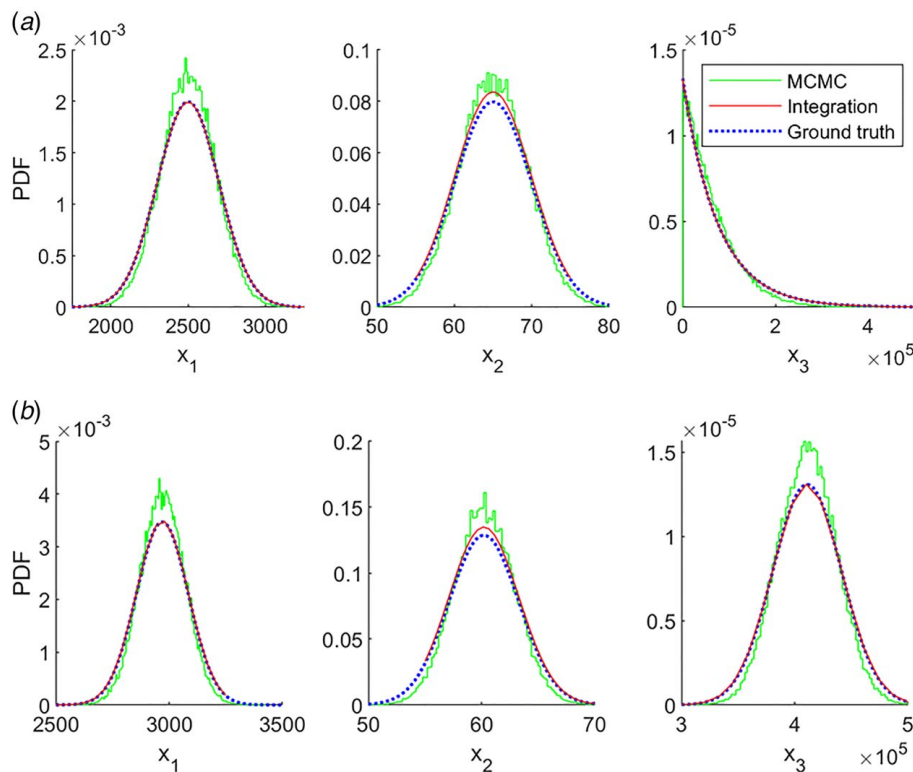 (a)
×10⁻³
2.5
2
1.5
1
0.5
0
PDF
2000 2500 3000
x₁
0.1
0.08
0.06
0.04
0.02
0
50 60 70 80
x₂
×10⁻⁵
1.5
1
0.5
0
0 2 4
x₃ ×10⁵
MCMC
Integration
Ground truth
(b)
×10⁻³
5
4
3
2
1
0
PDF
2500 3000 3500
x₁
0.2
0.15
0.1
0.05
0
50 60 70
x₂
×10⁻⁵
1.5
1
0.5
0
3 4 5
x₃ ×10⁵